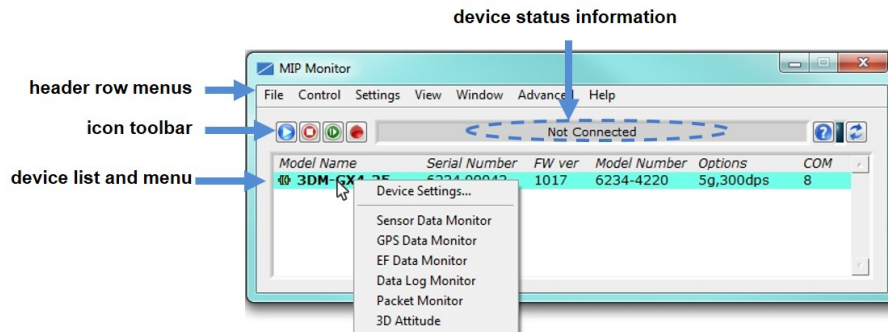 device status information
MIP Monitor
header row menus
File Control Settings View Window Advanced Help
icon toolbar
Not Connected
Model Name Serial Number FW ver Model Number Options COM
device list and menu
3DM-GX4-25 1017 6234-4220 5g,300dps 8
Device Settings...
Sensor Data Monitor
GPS Data Monitor
EF Data Monitor
Data Log Monitor
Packet Monitor
3D Attitude